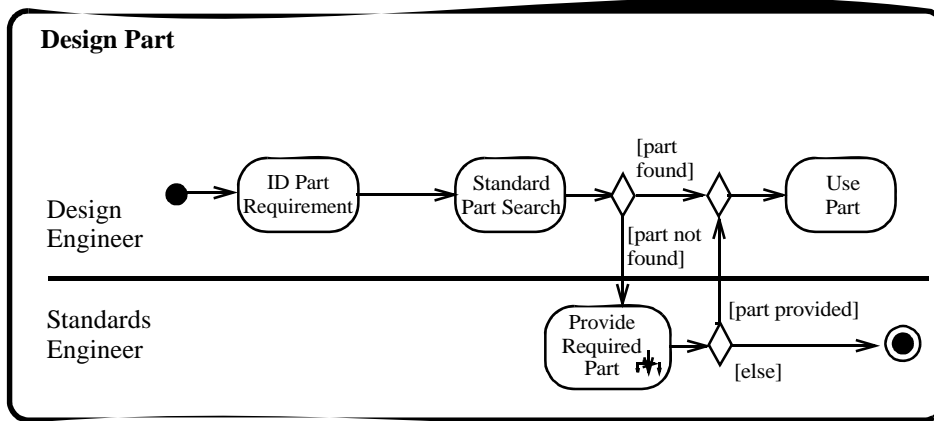 Design Part
[part
found]
ID Part
Requirement
Standard
Part Search
Use
Part
Design
Engineer
[part not
found]
Standards
Engineer
Provide
Required
Part
[part provided]
[else]